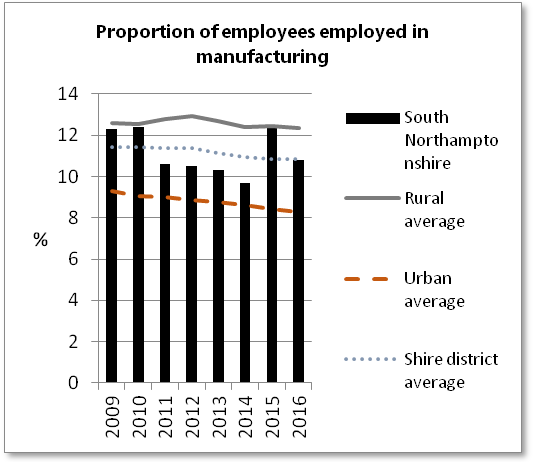 Proportion of employees employed in
manufacturing
14
12
10
8
6
4
2
0
%
2009
2010
2011
2012
2013
2014
2015
2016
South
Northampto
nshire
Rural
average
Urban
average
Shire district
average